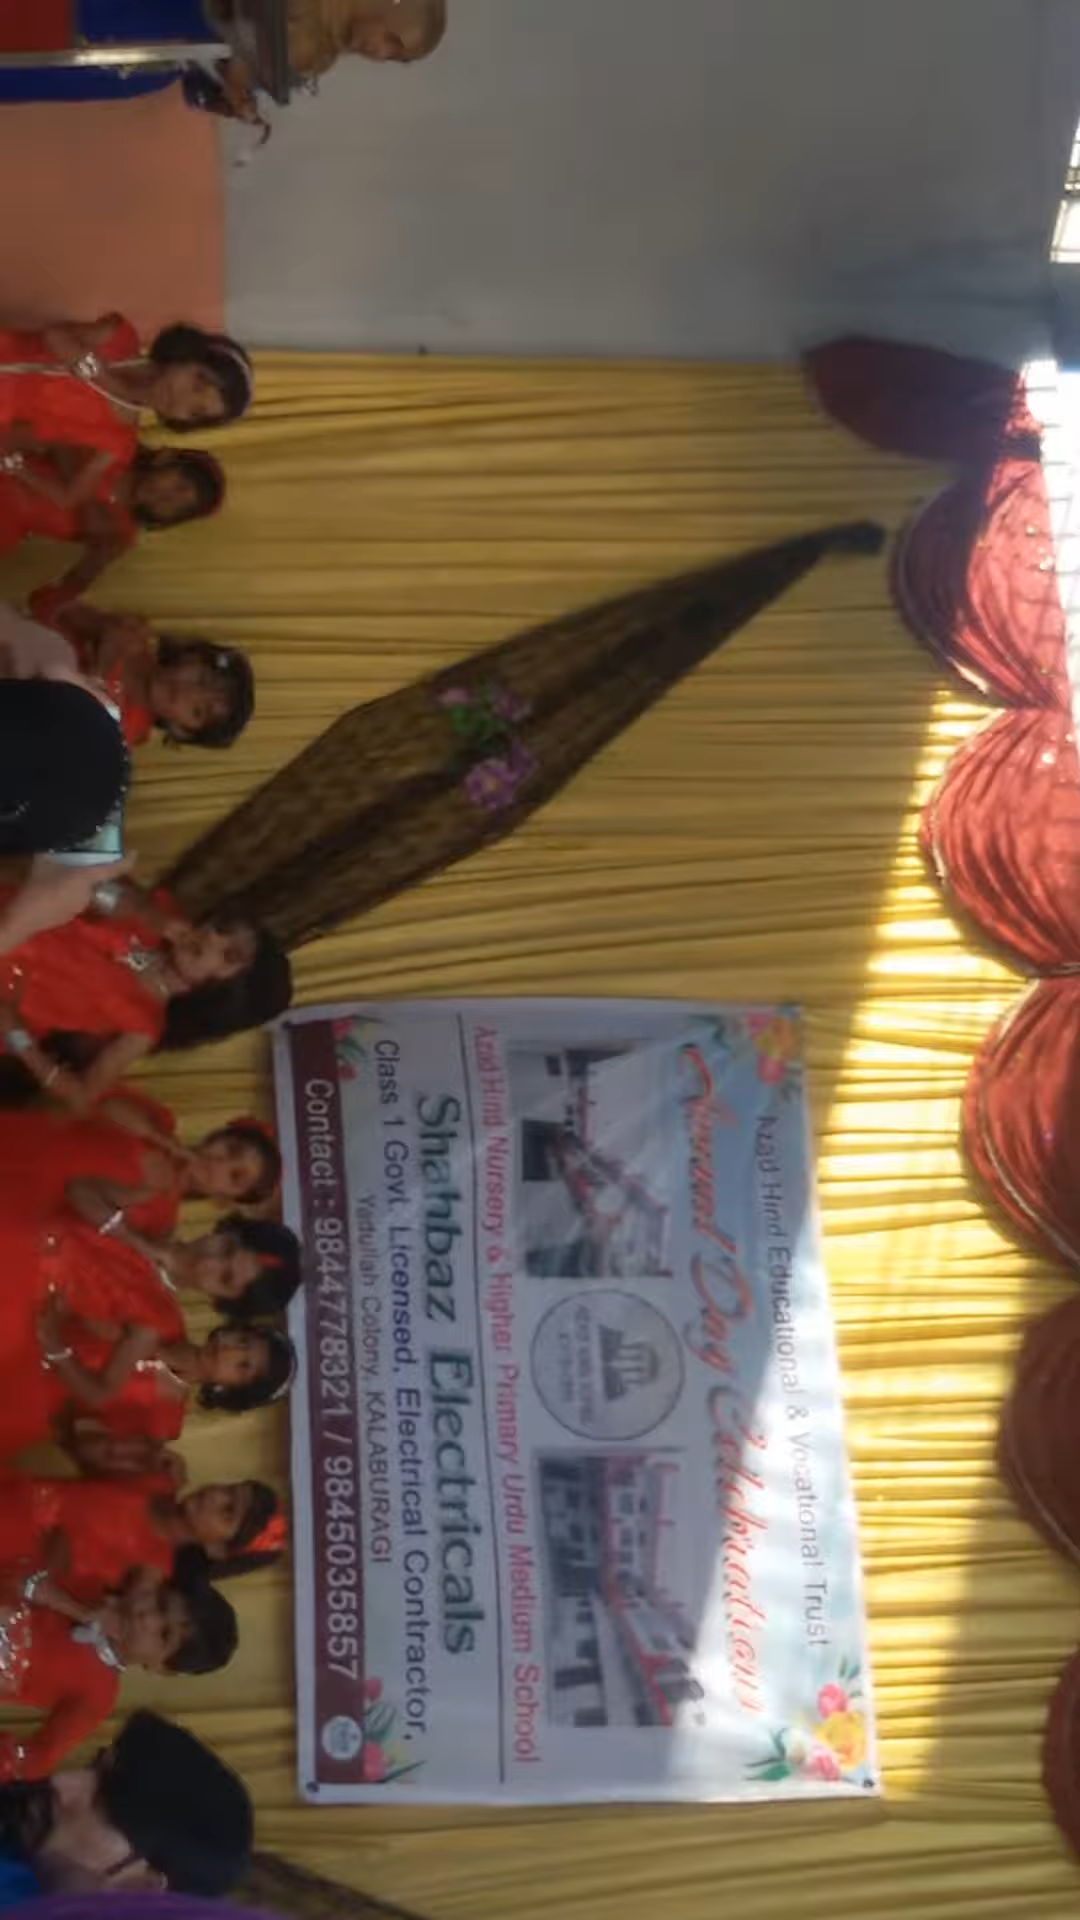 Azad Hind Educational & Vocational Trust
Annual Day Celebrations
Azad Hind Nursery & Higher Primary Urdu Medium School
Shahbaz Electricals
Class 1 Govt. Licensed, Electrical Contractor,
Yadullah Colony, KALABURAGI
Contact : 9844778321 / 9845035857